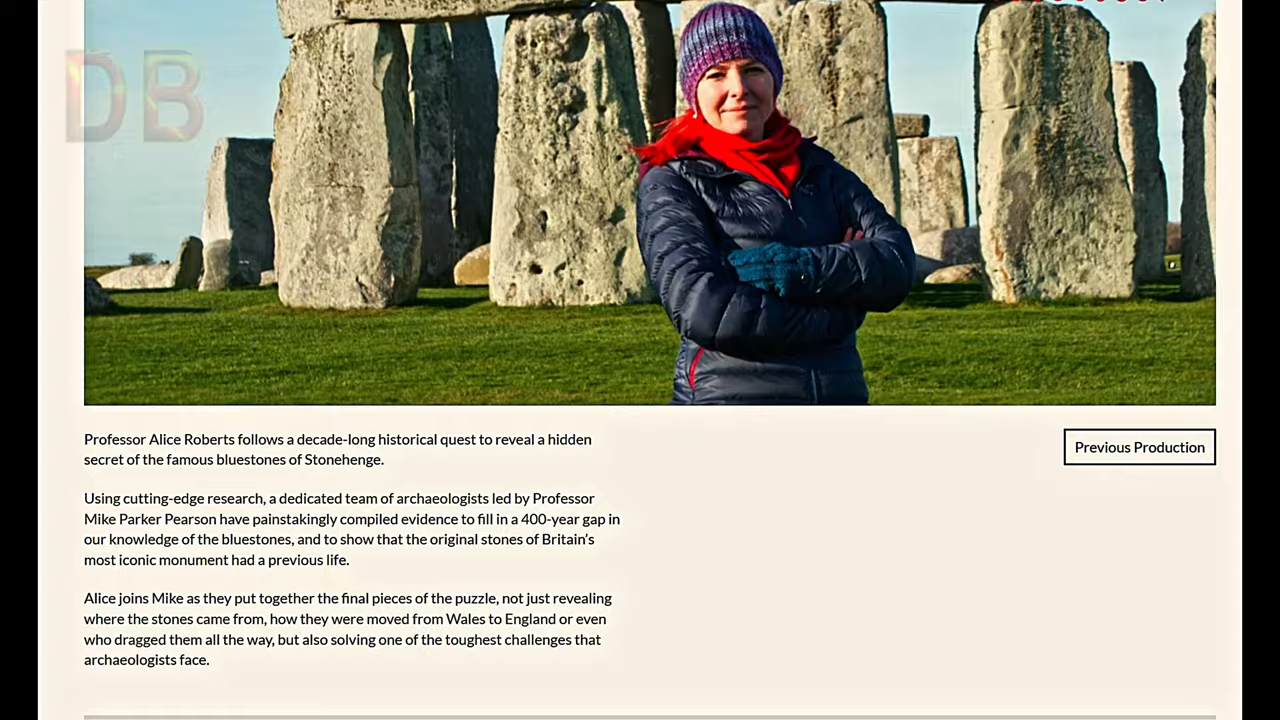 DB
Professor Alice Roberts follows a decade-long historical quest to reveal a hidden
secret of the famous bluestones of Stonehenge.
Previous Production
Using cutting-edge research, a dedicated team of archaeologists led by Professor
Mike Parker Pearson have painstakingly compiled evidence to fill in a 400-year gap in
our knowledge of the bluestones, and to show that the original stones of Britain’s
most iconic monument had a previous life.
Alice joins Mike as they put together the final pieces of the puzzle, not just revealing
where the stones came from, how they were moved from Wales to England or even
who dragged them all the way, but also solving one of the toughest challenges that
archaeologists face.